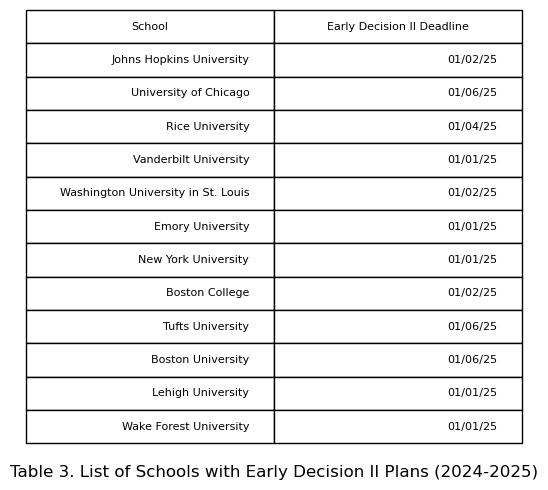 School Early Decision II Deadline
Johns Hopkins University 01/02/25
University of Chicago 01/06/25
Rice University 01/04/25
Vanderbilt University 01/01/25
Washington University in St. Louis 01/02/25
Emory University 01/01/25
New York University 01/01/25
Boston College 01/02/25
Tufts University 01/06/25
Boston University 01/06/25
Lehigh University 01/01/25
Wake Forest University 01/01/25
Table 3. List of Schools with Early Decision II Plans (2024-2025)